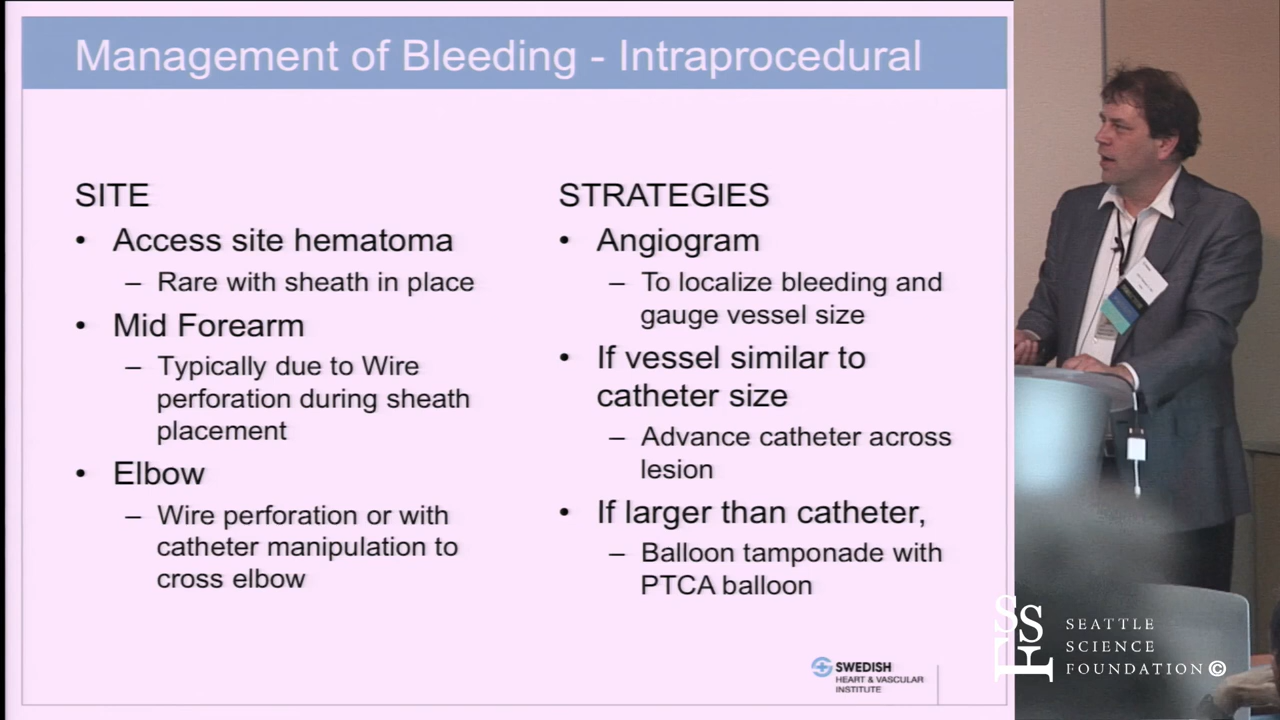 Management of Bleeding - Intraprocedural
SITE
• Access site hematoma
– Rare with sheath in place
• Mid Forearm
– Typically due to Wire
perforation during sheath
placement
• Elbow
– Wire perforation or with
catheter manipulation to
cross elbow
STRATEGIES
• Angiogram
– To localize bleeding and
gauge vessel size
• If vessel similar to
catheter size
– Advance catheter across
lesion
• If larger than catheter,
– Balloon tamponade with
PTCA balloon
SWEDISH
HEART & VASCULAR
INSTITUTE
SSF
SEATTLE
SCIENCE
FOUNDATION©